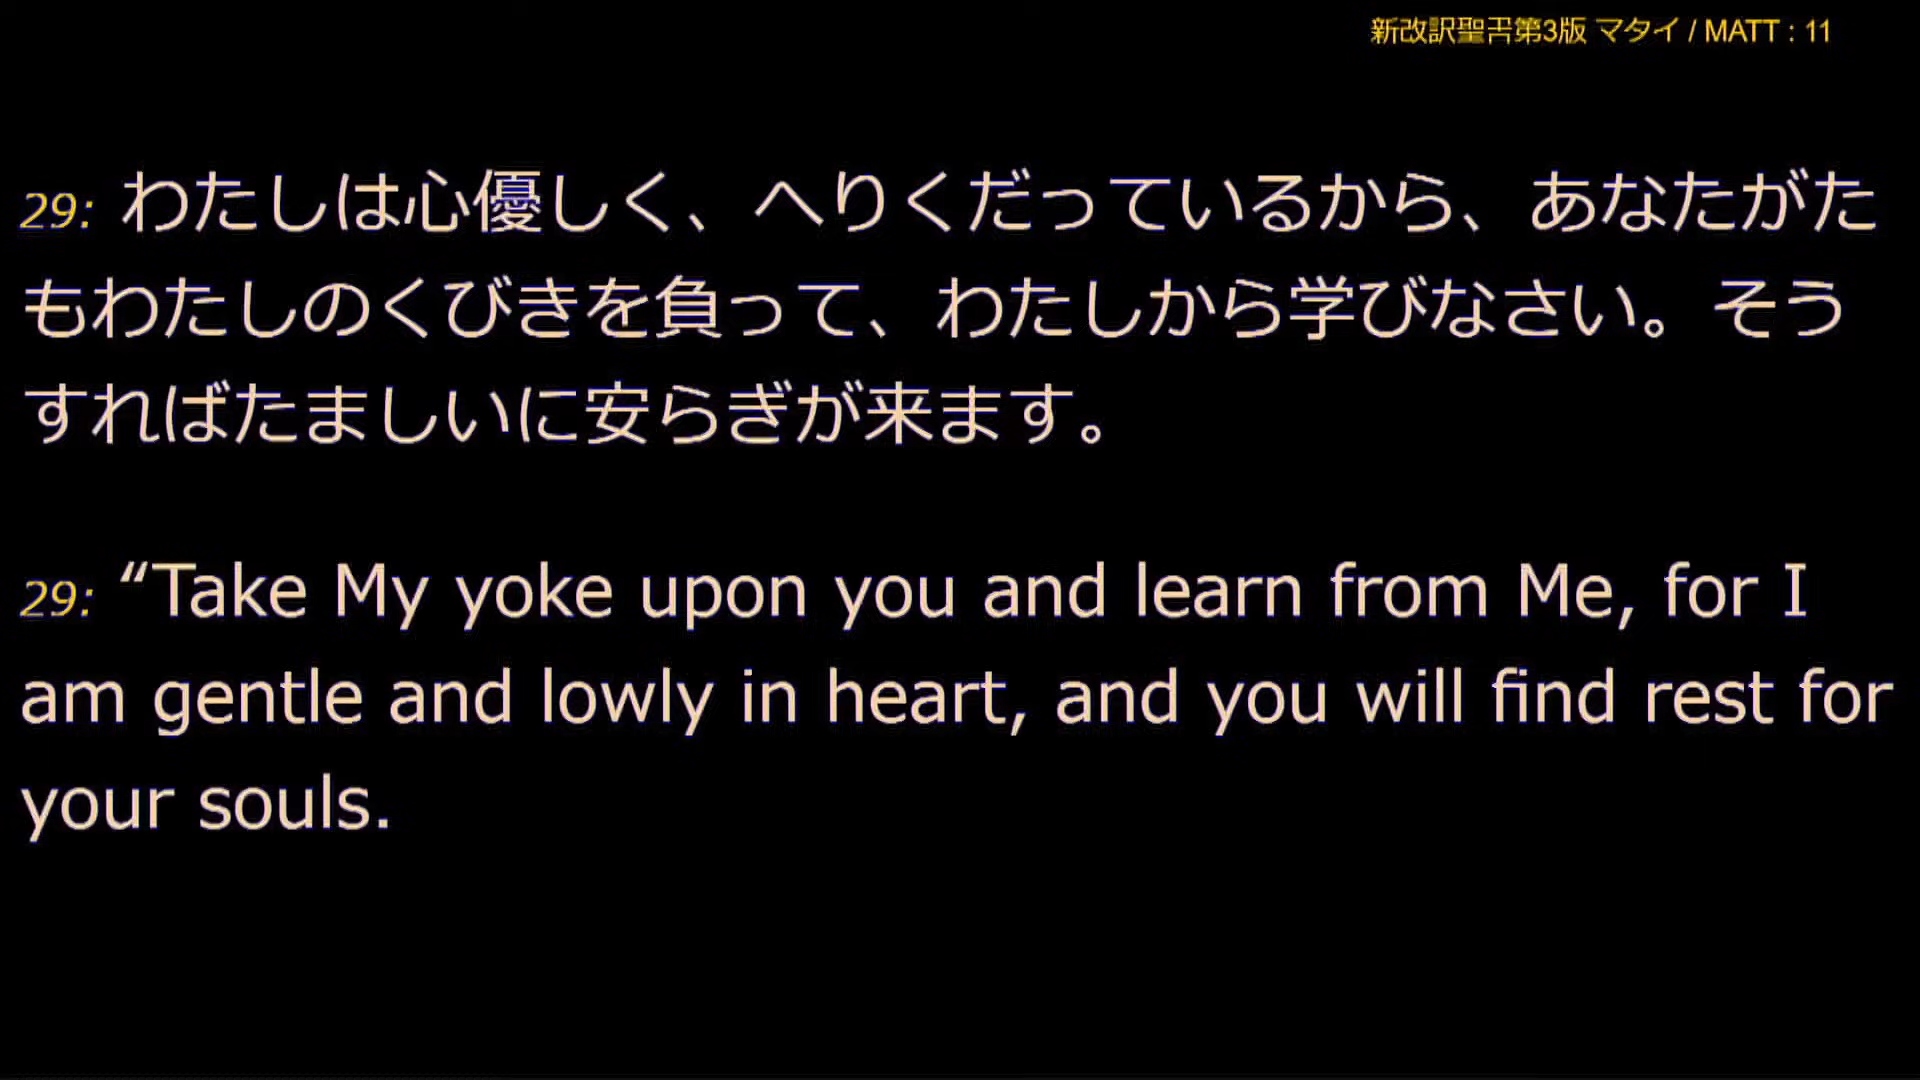 新改訳聖書第3版 マタイ / MATT : 11
29: わたしは心優しく、へりくだっているから、あなたがた
もわたしのくびきを負って、わたしから学びなさい。そう
すればたましいに安らぎが来ます。
29: “Take My yoke upon you and learn from Me, for I
am gentle and lowly in heart, and you will find rest for
your souls.